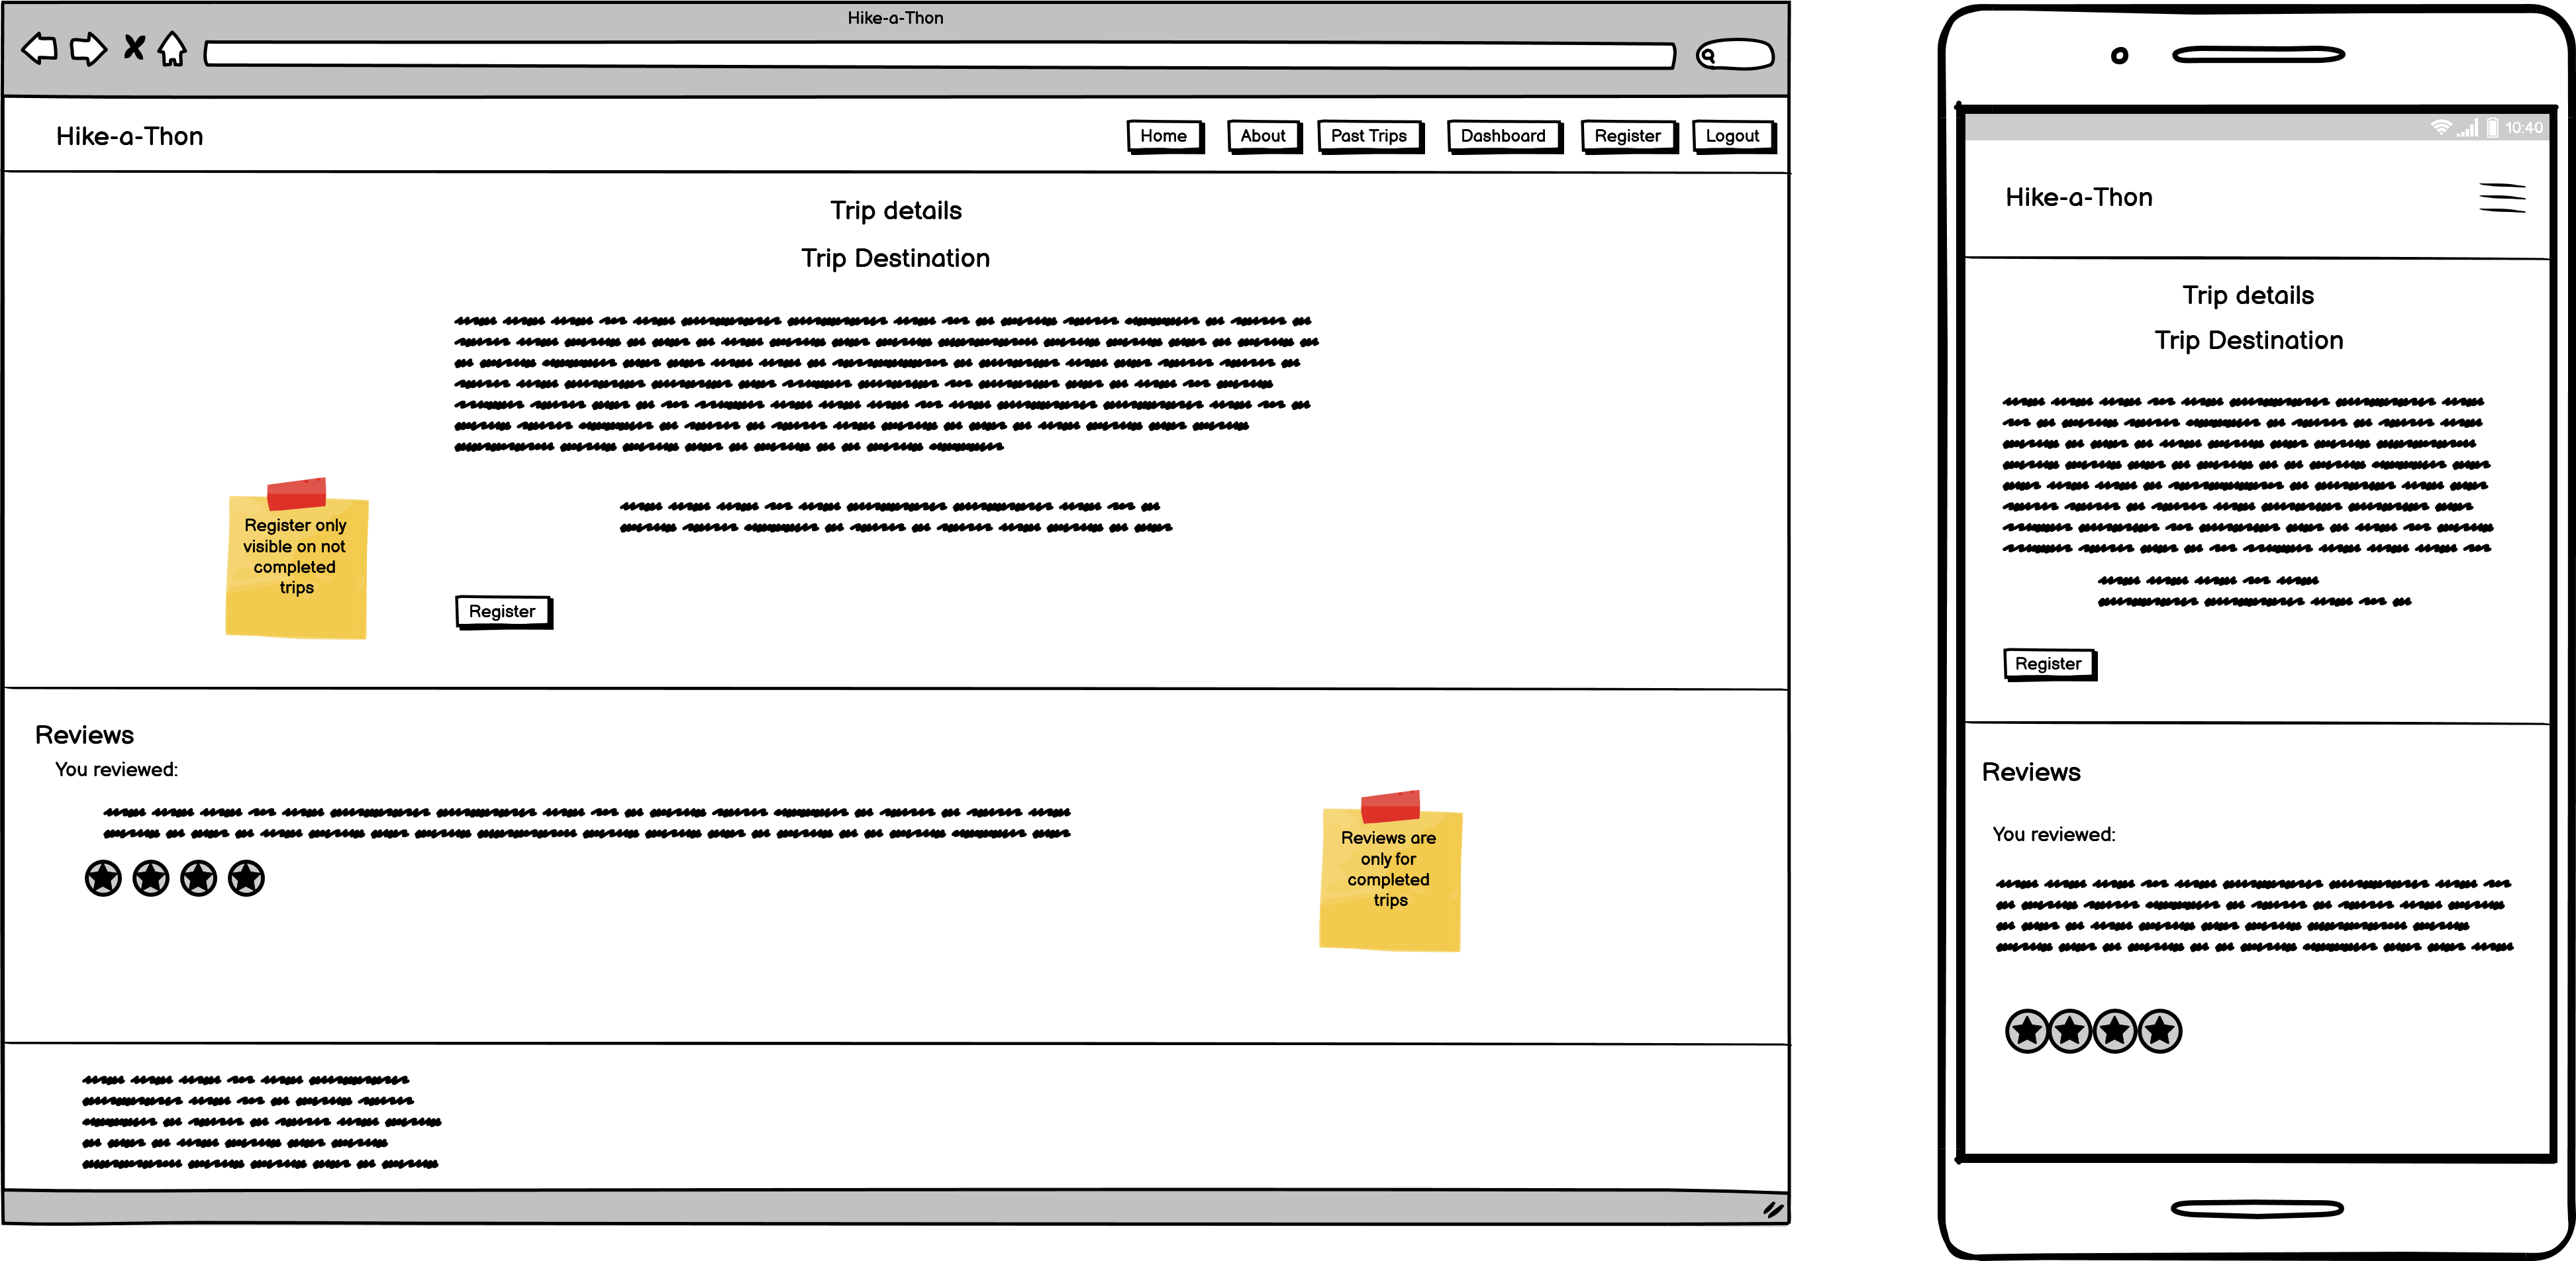 Hike-a-Thon
Hike-a-Thon
Home
About
Past Trips
Dashboard
Register
Logout
Trip details
Trip Destination
Register only
visible on not
completed
trips
Register
Reviews
You reviewed:
Reviews are
only for
completed
trips
10:40
Hike-a-Thon
Trip details
Trip Destination
Register
Reviews
You reviewed: